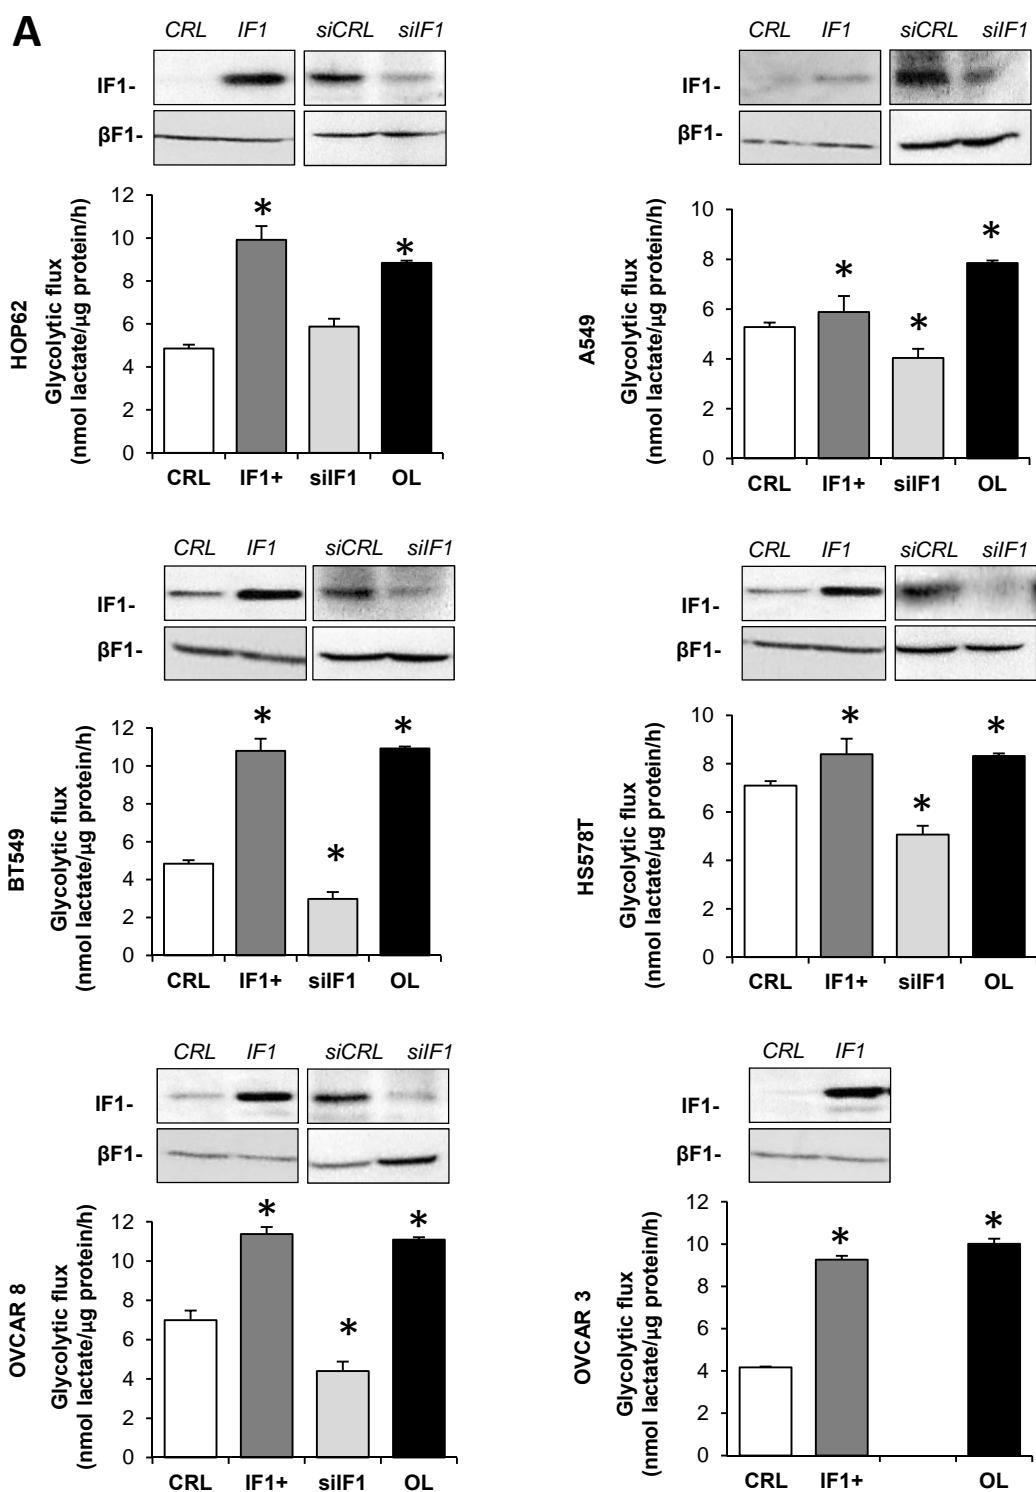 A
CRL IF1 siCRL siIF1
IF1-
βF1-
HOP62
Glycolytic flux
(nmol lactate/µg protein/h)
12
10
8
6
4
2
0
* *
CRL IF1+ siIF1 OL
CRL IF1 siCRL siIF1
IF1-
βF1-
A549
Glycolytic flux
(nmol lactate/µg protein/h)
10
8
6
4
2
0
* * *
CRL IF1+ siIF1 OL
CRL IF1 siCRL siIF1
IF1-
βF1-
BT549
Glycolytic flux
(nmol lactate/µg protein/h)
12
10
8
6
4
2
0
* * *
CRL IF1+ siIF1 OL
CRL IF1 siCRL siIF1
IF1-
βF1-
HS578T
Glycolytic flux
(nmol lactate/µg protein/h)
10
8
6
4
2
0
* * *
CRL IF1+ siIF1 OL
CRL IF1 siCRL siIF1
IF1-
βF1-
OVCAR 8
Glycolytic flux
(nmol lactate/µg protein/h)
12
10
8
6
4
2
0
* * *
CRL IF1+ siIF1 OL
CRL IF1
IF1-
βF1-
OVCAR 3
Glycolytic flux
(nmol lactate/µg protein/h)
12
10
8
6
4
2
0
* *
CRL IF1+ OL